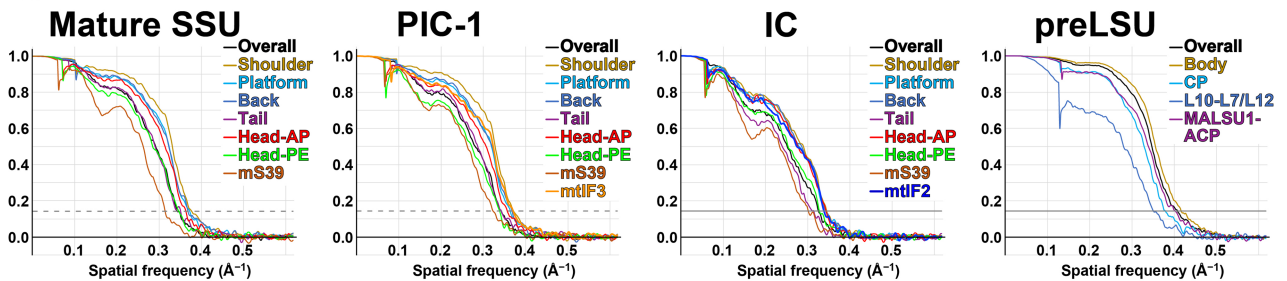 Mature SSU
1.0
0.8
0.6
0.4
0.2
0.0
0.1
0.2
0.3
0.4
0.5
Spatial frequency (Å⁻¹)
Overall
Shoulder
Platform
Back
Tail
Head-AP
Head-PE
mS39
PIC-1
1.0
0.8
0.6
0.4
0.2
0.0
0.1
0.2
0.3
0.4
0.5
Spatial frequency (Å⁻¹)
Overall
Shoulder
Platform
Back
Tail
Head-AP
Head-PE
mS39
mtIF3
IC
1.0
0.8
0.6
0.4
0.2
0.0
0.1
0.2
0.3
0.4
0.5
Spatial frequency (Å⁻¹)
Overall
Shoulder
Platform
Back
Tail
Head-AP
Head-PE
mS39
mtIF2
preLSU
1.0
0.8
0.6
0.4
0.2
0.0
0.1
0.2
0.3
0.4
0.5
Spatial frequency (Å⁻¹)
Overall
Body
CP
L10-L7/L12
MALSU1-
ACP